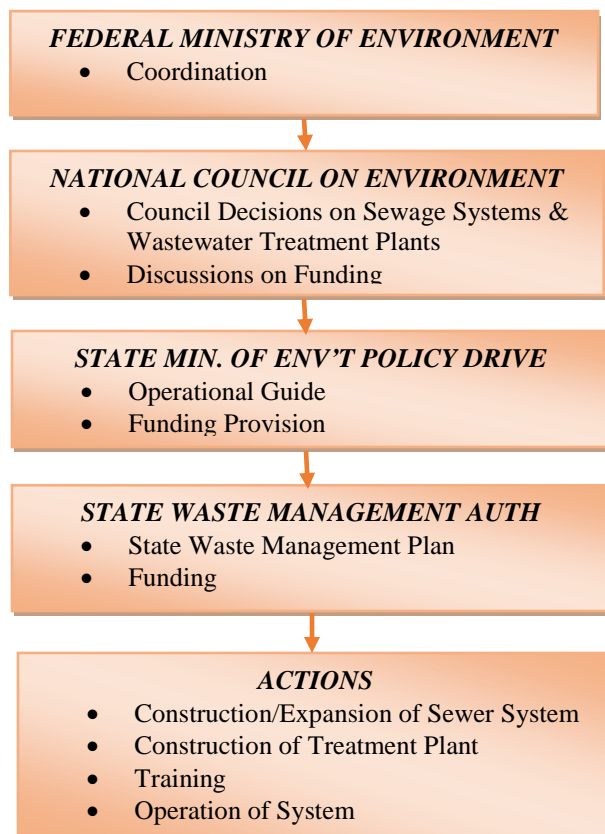 FEDERAL MINISTRY OF ENVIRONMENT
• Coordination
NATIONAL COUNCIL ON ENVIRONMENT
• Council Decisions on Sewage Systems &
Wastewater Treatment Plants
• Discussions on Funding
STATE MIN. OF ENV’T POLICY DRIVE
• Operational Guide
• Funding Provision
STATE WASTE MANAGEMENT AUTH
• State Waste Management Plan
• Funding
ACTIONS
• Construction/Expansion of Sewer System
• Construction of Treatment Plant
• Training
• Operation of System